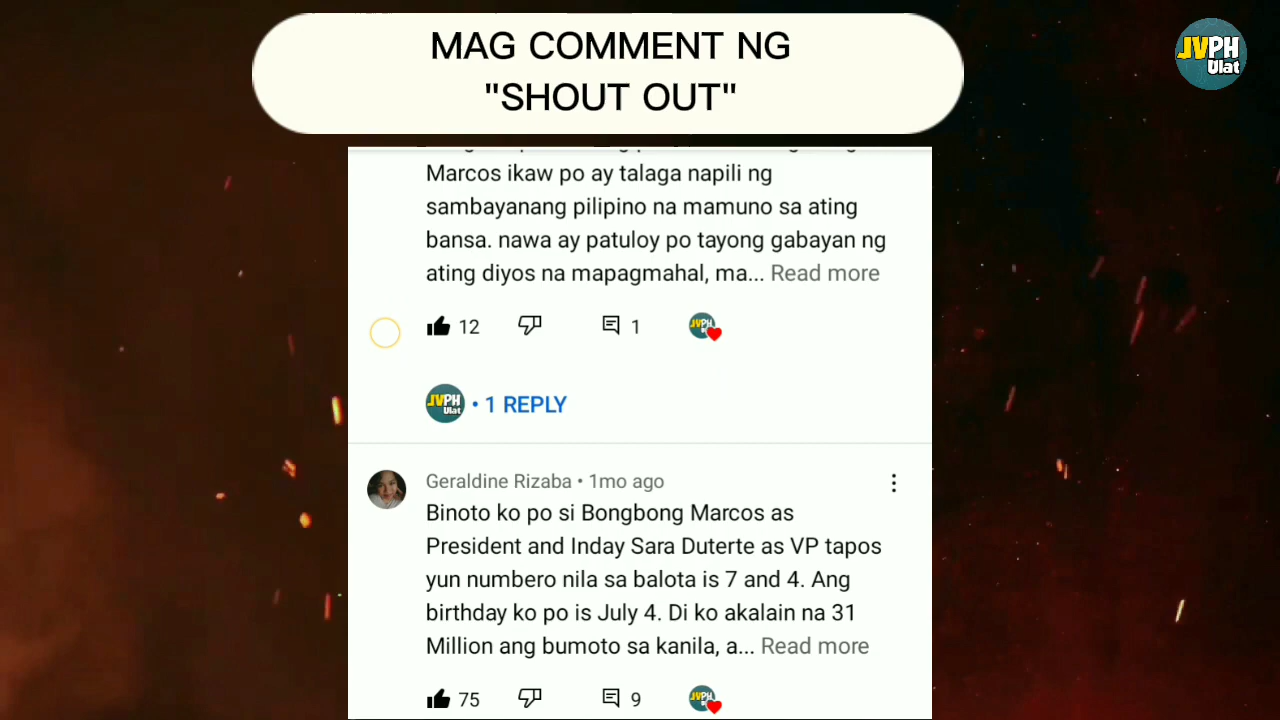 MAG COMMENT NG
"SHOUT OUT"
JVPH
Ulat
Marcos ikaw po ay talaga napili ng
sambayanang pilipino na mamuno sa ating
bansa. nawa ay patuloy po tayong gabayan ng
ating diyos na mapagmahal, ma... Read more
12 1 JVPH
JVPH Ulat • 1 REPLY
Geraldine Rizaba • 1mo ago
Binoto ko po si Bongbong Marcos as
President and Inday Sara Duterte as VP tapos
yun numbero nila sa balota is 7 and 4. Ang
birthday ko po is July 4. Di ko akalain na 31
Million ang bumoto sa kanila, a... Read more
75 9 JVPH